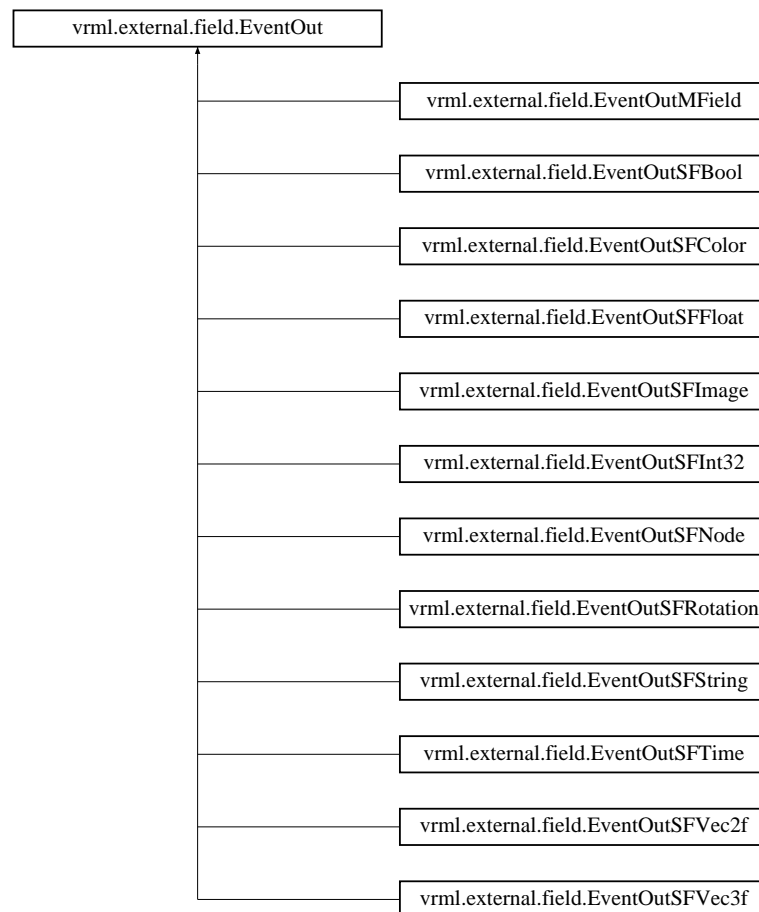 vrml.external.field.EventOut
vrml.external.field.EventOutMField
vrml.external.field.EventOutSFBool
vrml.external.field.EventOutSFColor
vrml.external.field.EventOutSFFloat
vrml.external.field.EventOutSFImage
vrml.external.field.EventOutSFInt32
vrml.external.field.EventOutSFNode
vrml.external.field.EventOutSFRotation
vrml.external.field.EventOutSFString
vrml.external.field.EventOutSFTime
vrml.external.field.EventOutSFVec2f
vrml.external.field.EventOutSFVec3f